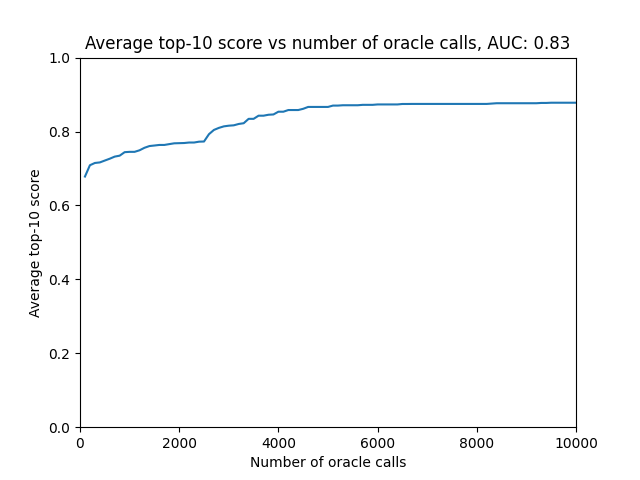 Average top-10 score vs number of oracle calls, AUC: 0.83
1.0
0.8
0.6
0.4
0.2
0.0
Average top-10 score
0 2000 4000 6000 8000 10000
Number of oracle calls